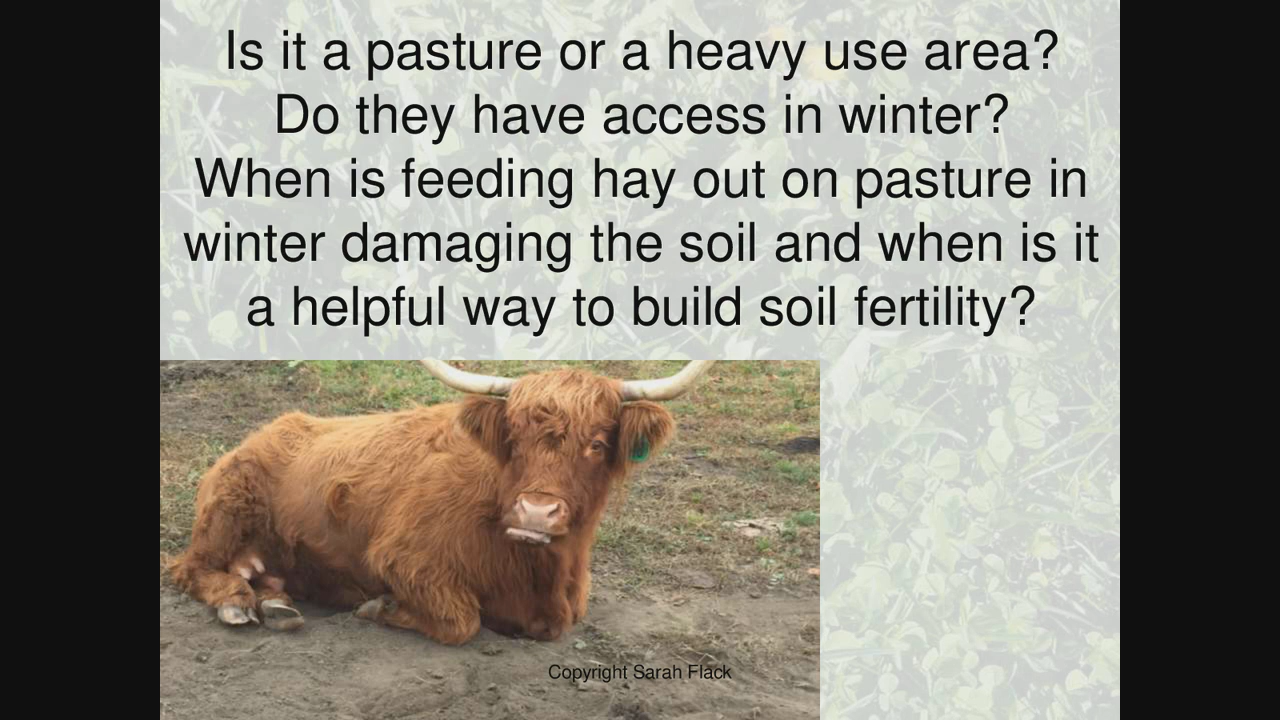 Is it a pasture or a heavy use area?
Do they have access in winter?
When is feeding hay out on pasture in
winter damaging the soil and when is it
a helpful way to build soil fertility?
Copyright Sarah Flack